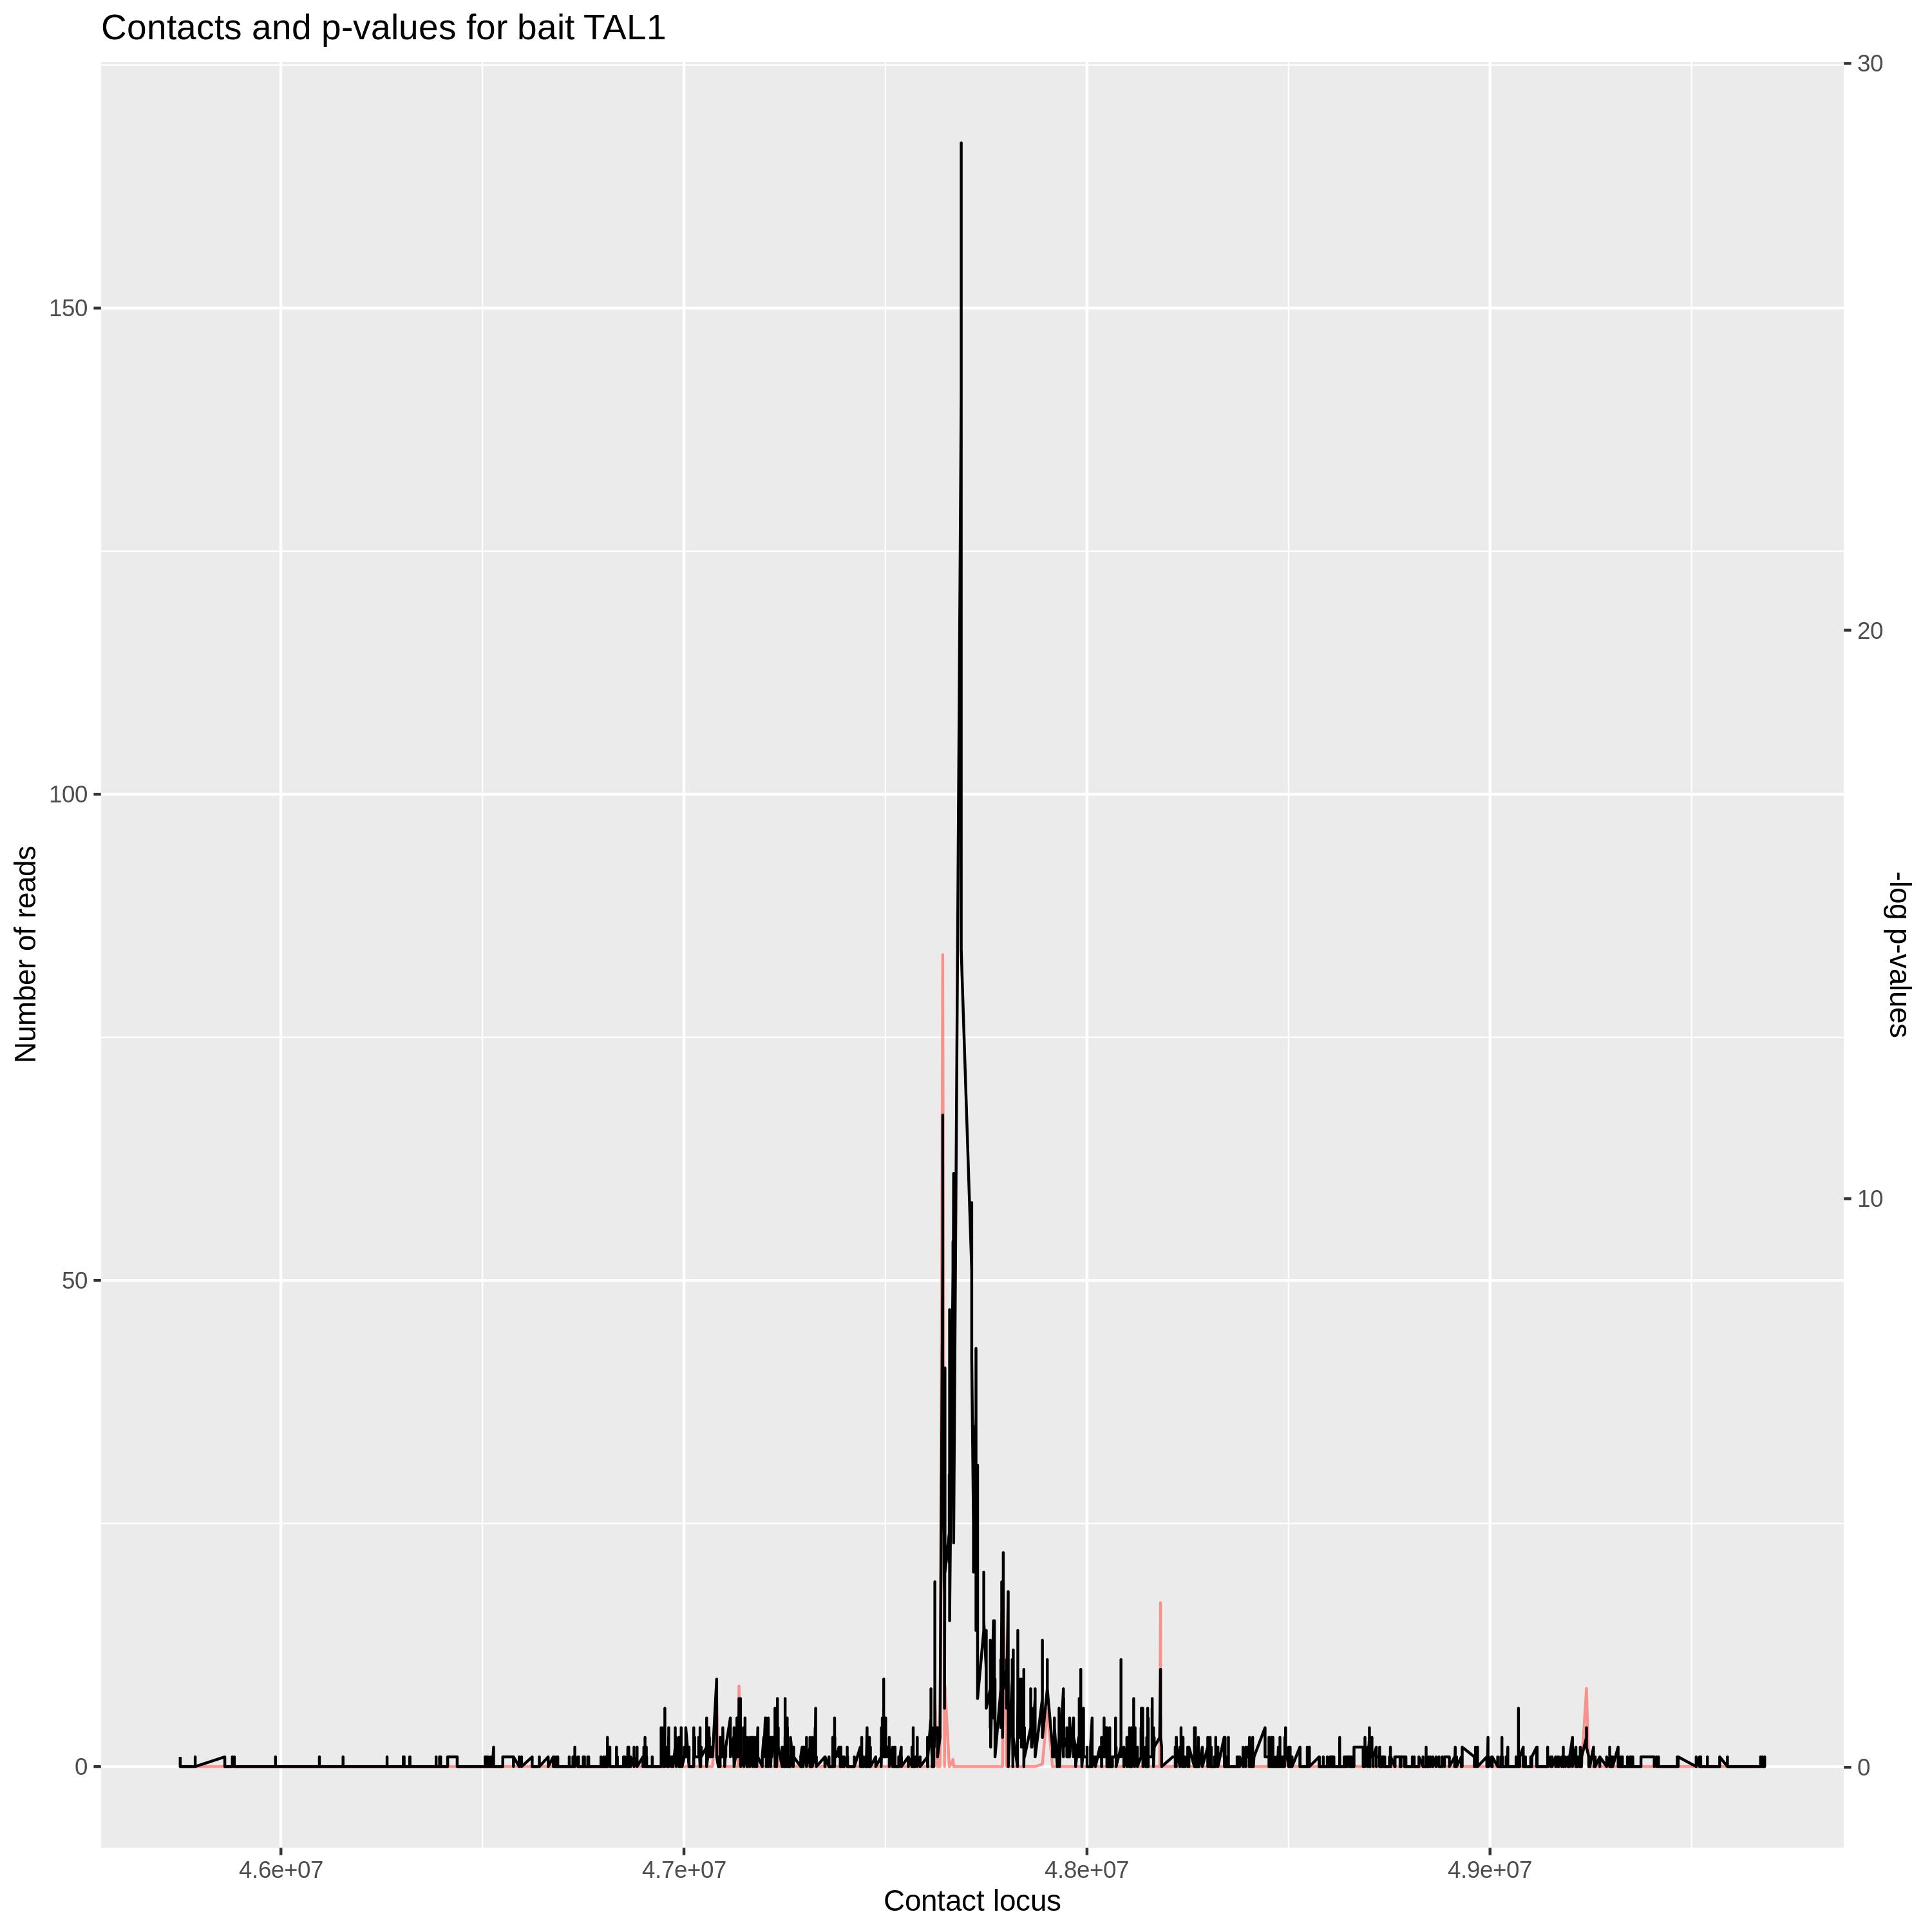 Contacts and p-values for bait TAL1
30
150
20
100
Number of reads
-log p-values
10
50
0
0
4.6e+07
4.7e+07
4.8e+07
4.9e+07
Contact locus